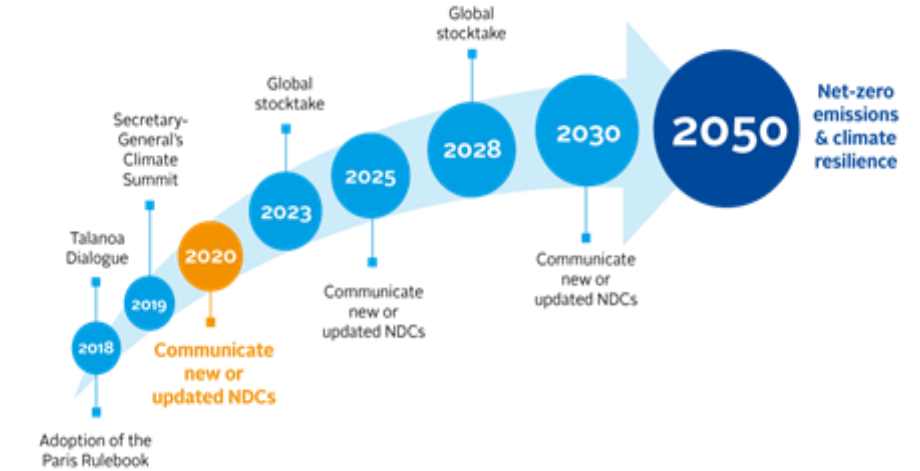 Global
stocktake
Global
stocktake
Secretary-
General's
Climate
Summit
Talanoa
Dialogue
2018
2019
2020
2023
2025
2028
2030
2050
Net-zero
emissions
& climate
resilience
Communicate
new or
updated NDCs
Communicate
new or
updated NDCs
Communicate
new or
updated NDCs
Adoption of the
Paris Rulebook